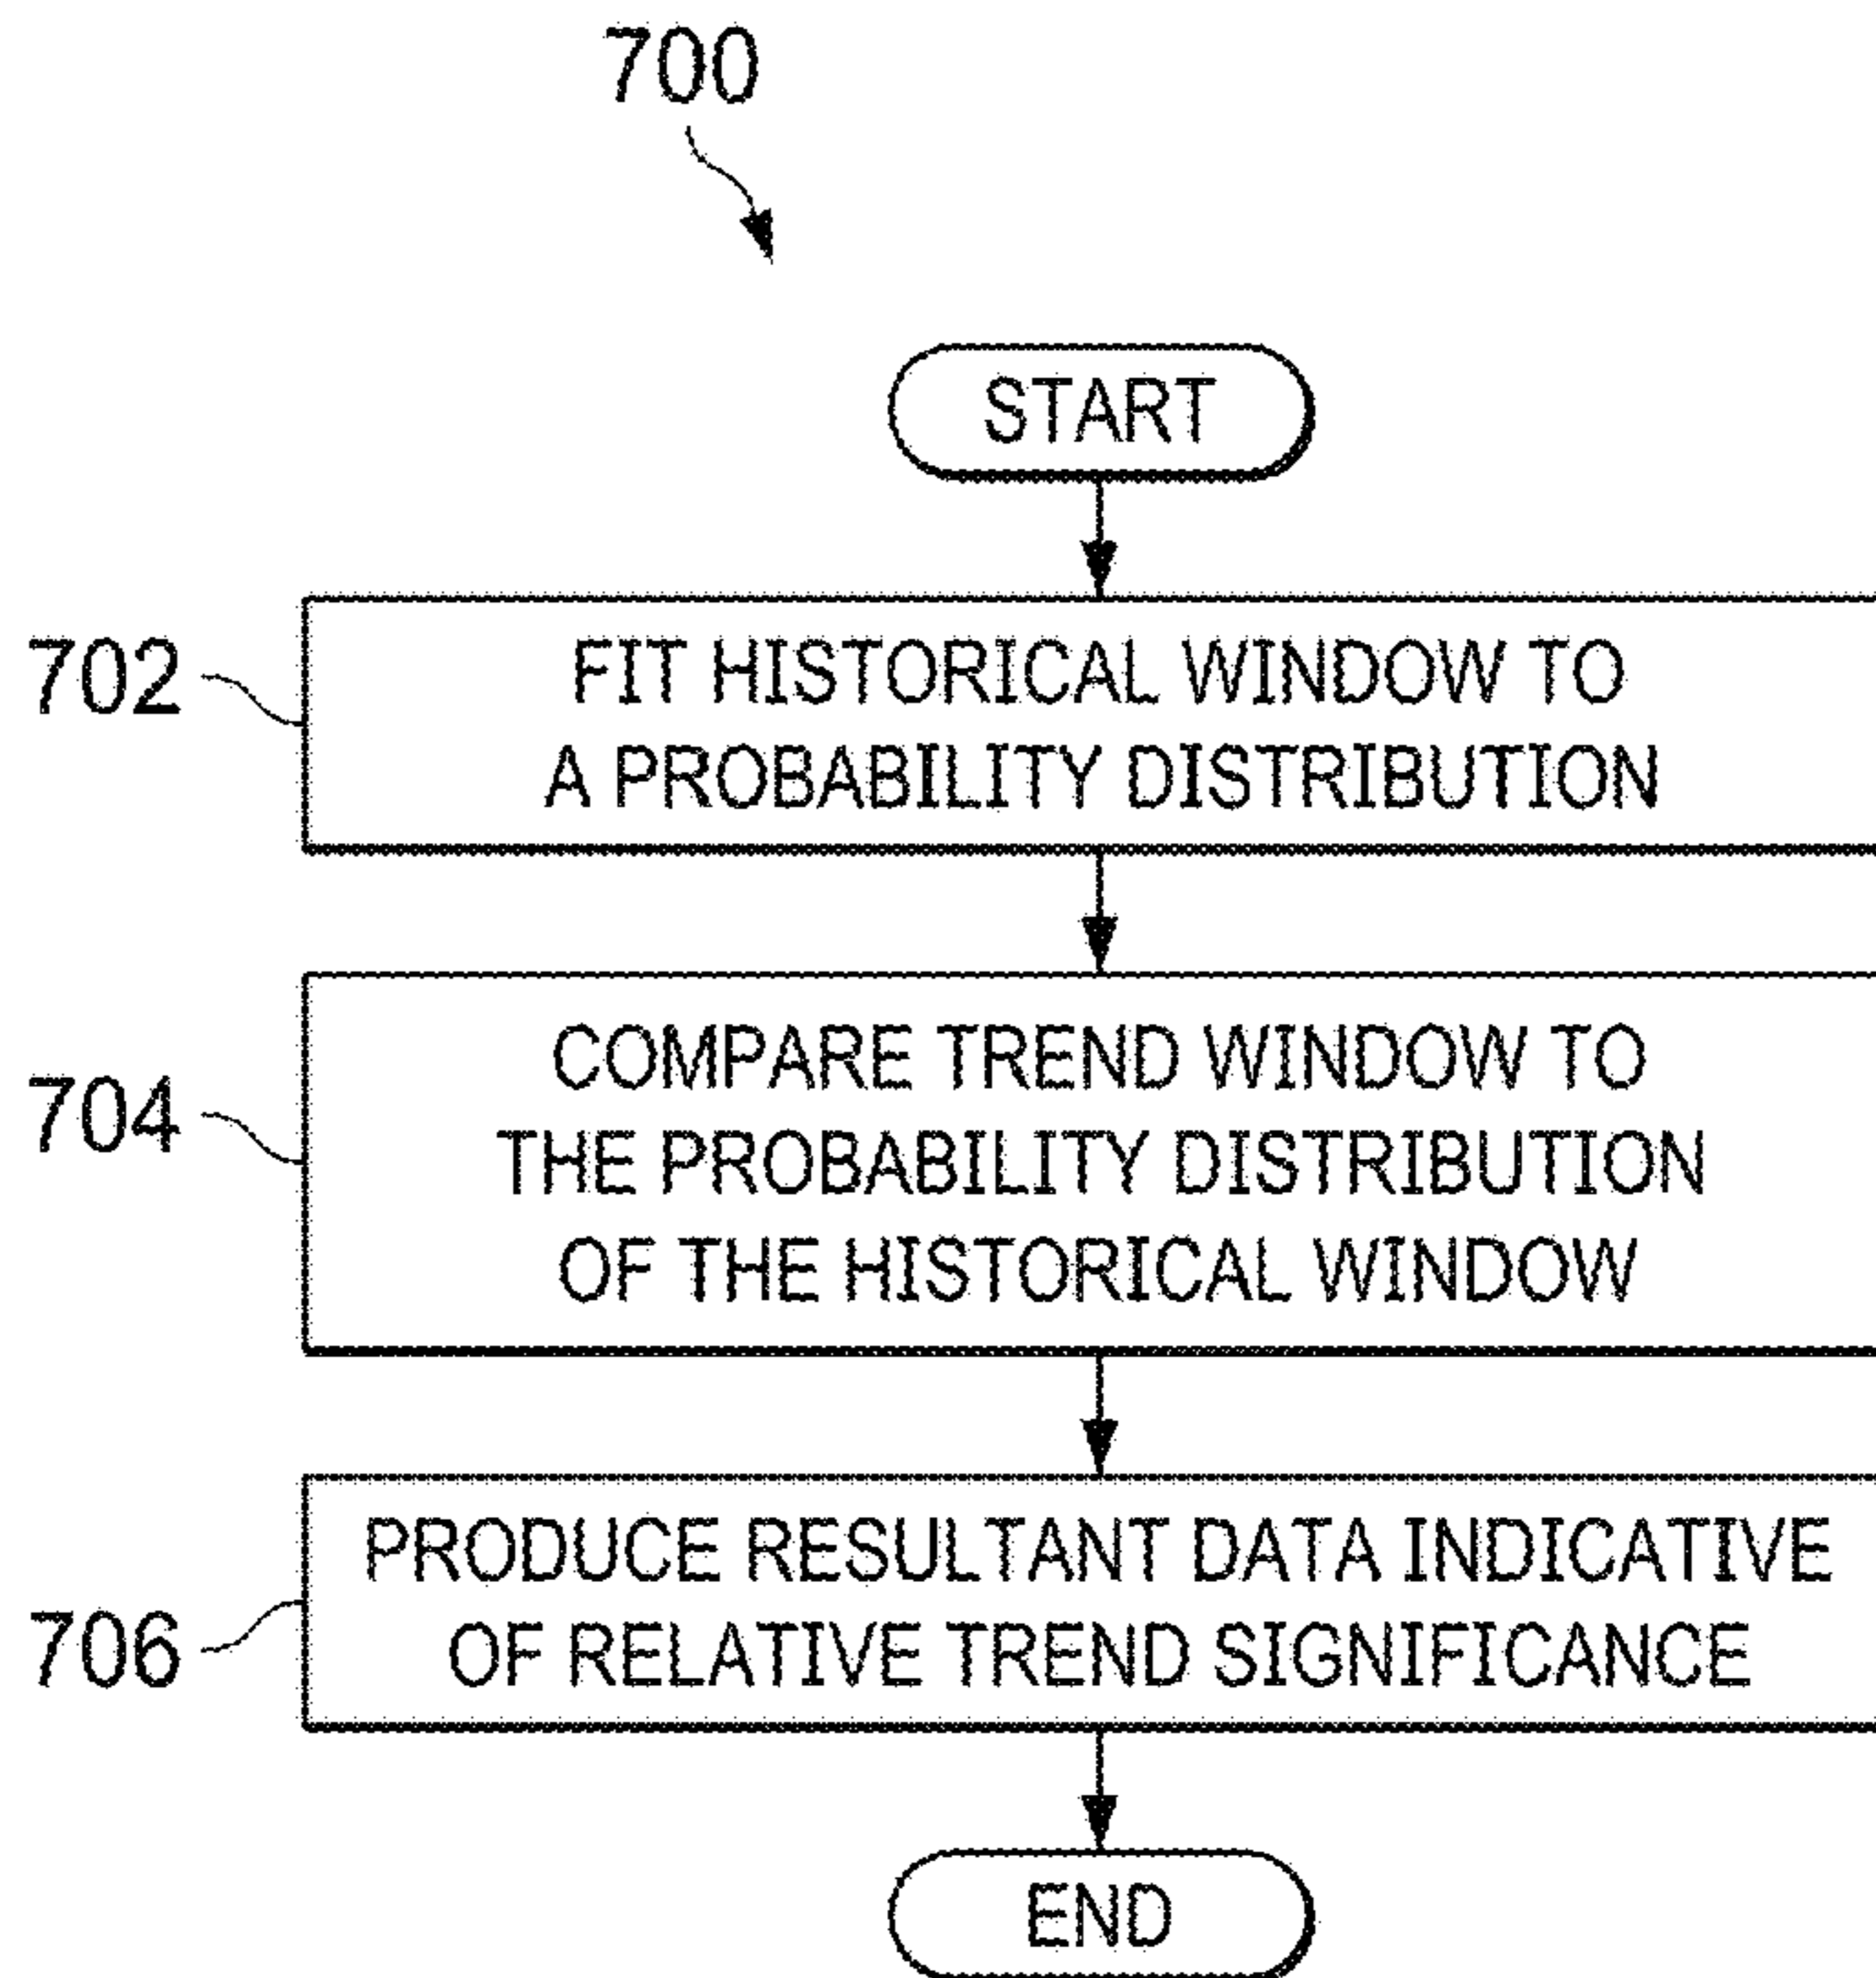 700
START
702
FIT HISTORICAL WINDOW TO
A PROBABILITY DISTRIBUTION
704
COMPARE TREND WINDOW TO
THE PROBABILITY DISTRIBUTION
OF THE HISTORICAL WINDOW
706
PRODUCE RESULTANT DATA INDICATIVE
OF RELATIVE TREND SIGNIFICANCE
END